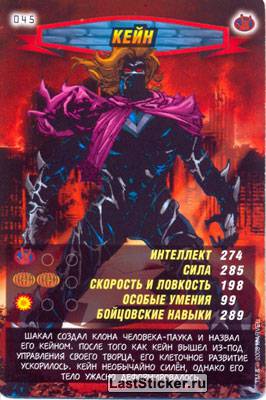 045
КЕЙН
ИНТЕЛЛЕКТ 274
СИЛА 285
СКОРОСТЬ И ЛОВКОСТЬ 198
ОСОБЫЕ УМЕНИЯ 99
БОЙЦОВСКИЕ НАВЫКИ 289
ШАКАЛ СОЗДАЛ КЛОНА ЧЕЛОВЕКА-ПАУКА И НАЗВАЛ
ЕГО КЕЙНОМ. ПОСЛЕ ТОГО КАК КЕЙН ВЫШЕЛ ИЗ-ПОД
УПРАВЛЕНИЯ СВОЕГО ТВОРЦА, ЕГО КЛЕТОЧНОЕ РАЗВИТИЕ
УСКОРИЛОСЬ. КЕЙН НЕОБЫЧАЙНО СИЛЁН, ОДНАКО ЕГО
ТЕЛО УЖАСНО
LastSticker.ru